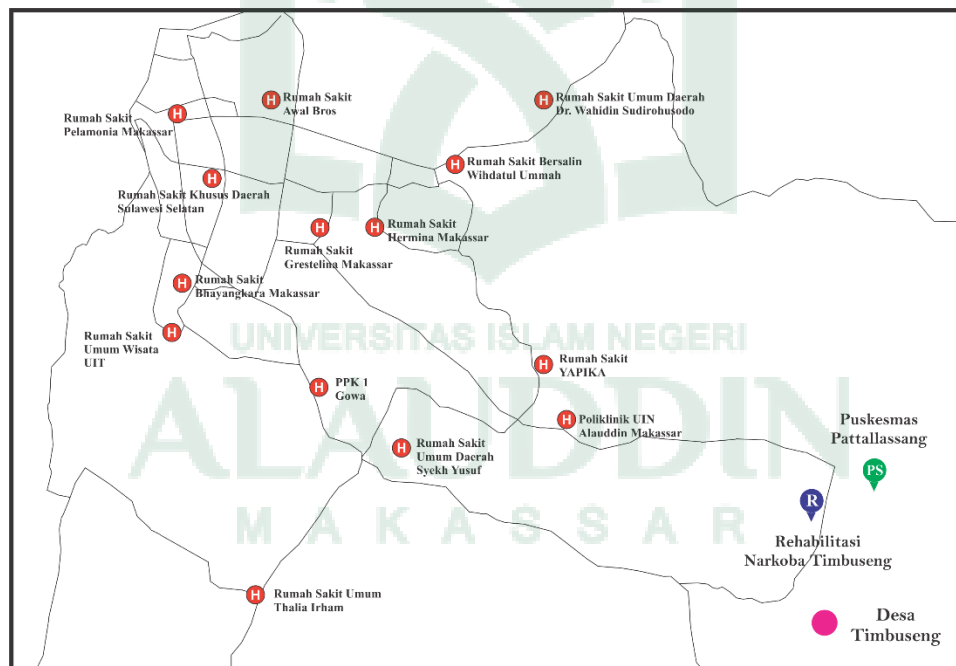 H
Rumah Sakit
Awal Bros
H
Rumah Sakit
Pelamonia Makassar
H
Rumah Sakit Umum Daerah
Dr. Wahidin Sudirohusodo
H
Rumah Sakit Bersalin
Wihdatul Ummah
H
Rumah Sakit Khusus Daerah
Sulawesi Selatan
H
Rumah Sakit
Grestelina Makassar
H
Rumah Sakit
Hermina Makassar
H
Rumah Sakit
Bhayangkara Makassar
H
Rumah Sakit
Umum Wisata
UIT
UNIVERSITAS ISLAM NEGERI
H
Rumah Sakit
YAPIKA
H
PPK 1
Gowa
ALAUDDIN
H
Poliklinik UIN
Alauddin Makassar
H
Rumah Sakit
Umum Daerah
Syekh Yusuf
Puskesmas
Pattallassang
PS
R
Rehabilitasi
Narkoba Timbuseng
MAKASSAR
H
Rumah Sakit Umum
Thalia Irham
Desa
Timbuseng